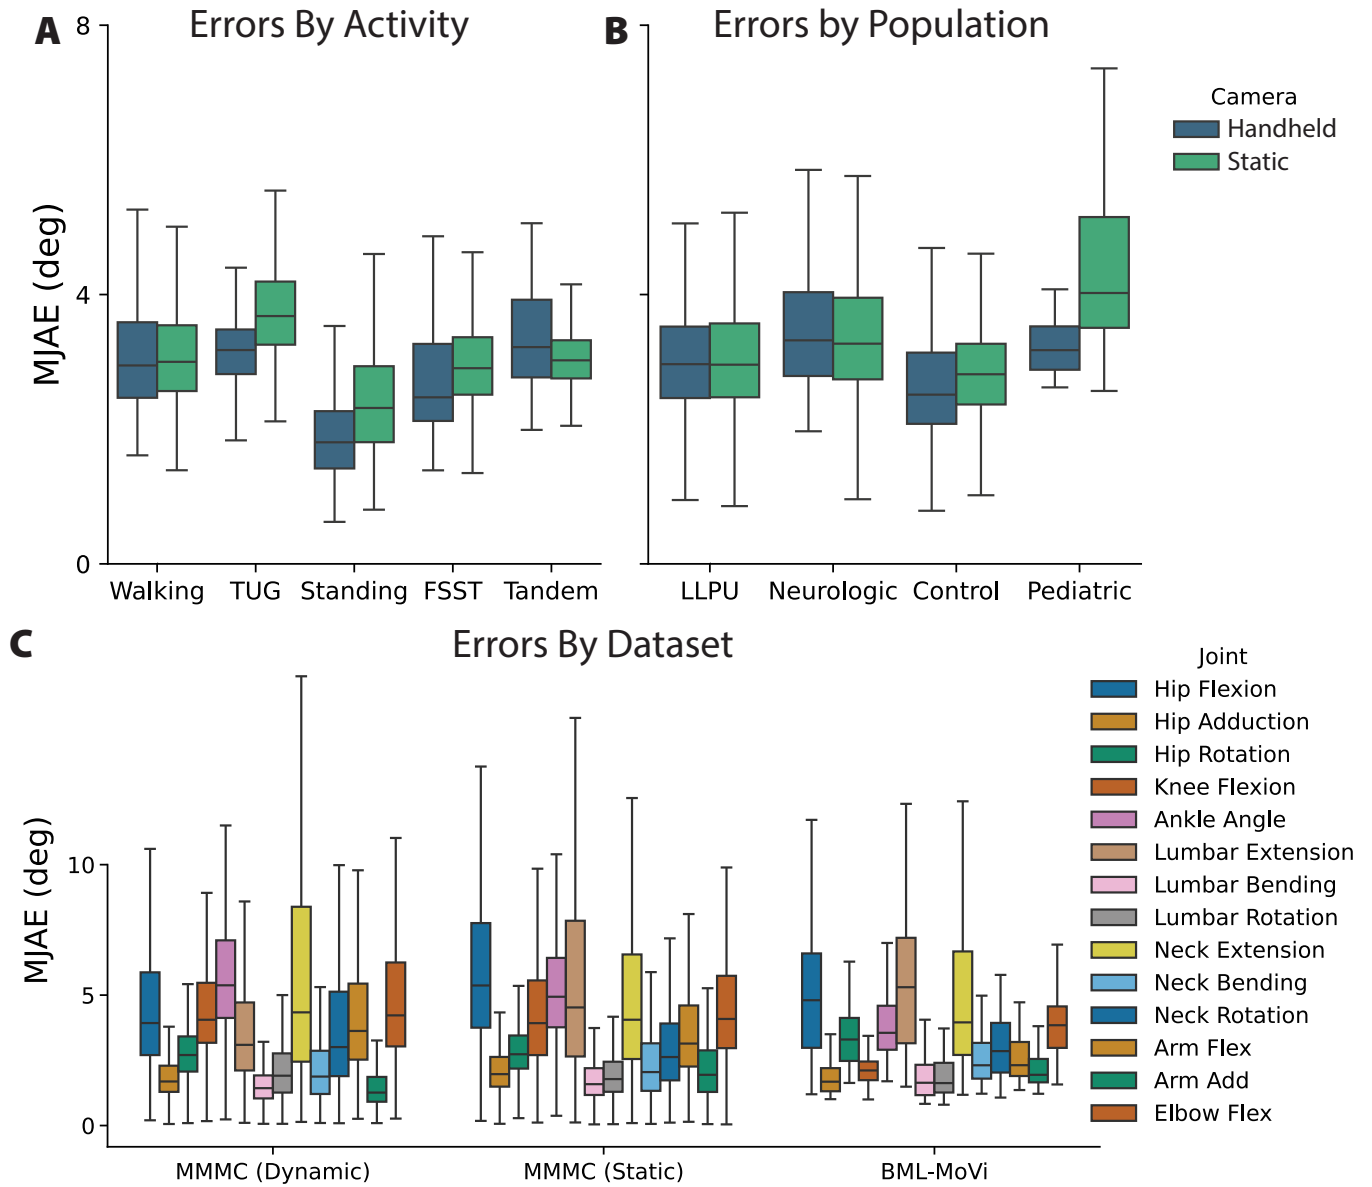 A Errors By Activity
B Errors by Population
Camera
Handheld
Static
MJAE (deg)
8
4
0
Walking TUG Standing FSST Tandem
LLPU Neurologic Control Pediatric
C Errors By Dataset
MJAE (deg)
10
5
0
MMMC (Dynamic) MMMC (Static) BML-MoVi
Joint
Hip Flexion
Hip Adduction
Hip Rotation
Knee Flexion
Ankle Angle
Lumbar Extension
Lumbar Bending
Lumbar Rotation
Neck Extension
Neck Bending
Neck Rotation
Arm Flex
Arm Add
Elbow Flex